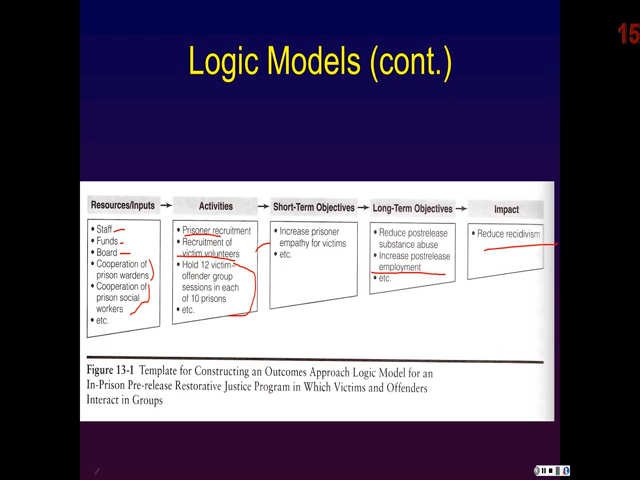 15
Logic Models (cont.)
Resources/Inputs
Activities
Short-Term Objectives
Long-Term Objectives
Impact
• Staff
• Funds
• Board
• Cooperation of
prison wardens
• Cooperation of
prison social
workers
• etc.
• Prisoner recruitment
• Recruitment of
victim volunteers
• Hold 12 victim–
offender group
sessions in each
of 10 prisons
• etc.
• Increase prisoner
empathy for victims
• etc.
• Reduce postrelease
substance abuse
• Increase postrelease
employment
• etc.
• Reduce recidivism
Figure 13-1 Template for Constructing an Outcomes Approach Logic Model for an
In-Prison Pre-release Restorative Justice Program in Which Victims and Offenders
Interact in Groups